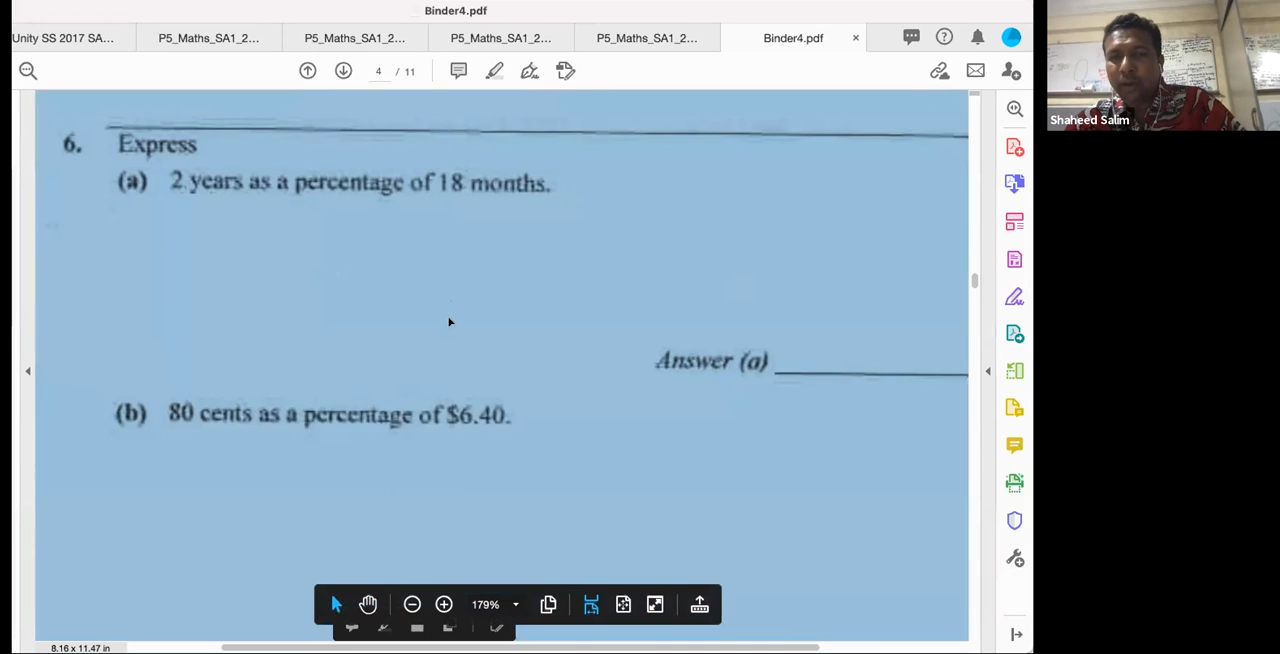 Binder4.pdf
Unity SS 2017 SA...
P5_Maths_SA1_2...
P5_Maths_SA1_2...
P5_Maths_SA1_2...
P5_Maths_SA1_2...
Binder4.pdf
4 / 11
Shaheed Salim
6. Express
(a) 2 years as a percentage of 18 months.
Answer (a)
(b) 80 cents as a percentage of $6.40.
179%
8.16 x 11.47 in